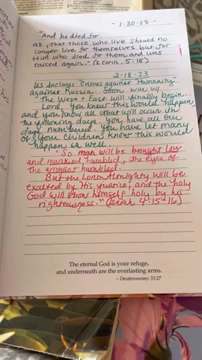 - 1-30-23 -
"And he died for
all, that those who live should no
longer live for themselves but for
Him who died for them and was
raised again." (2 Corin. 5:15)
2-18-23
US declares "Crimes against Humanity"
against Russia. Soon war w/
The West & East will finally begin.
Lord, You knew this would happen
and you know all that will occur in
the following days. You have all our
days numbered. You have let many
of your children know this would
happen as well.
"So man will be brought low
and mankind humbled, the eyes of
the arrogant humbled.
But the Lord Almighty will be
exalted by His justice, and the holy
God will show himself holy by his
righteousness." (Isaiah 5:15-16)
The eternal God is your refuge,
and underneath are the everlasting arms.
– Deuteronomy 33:27